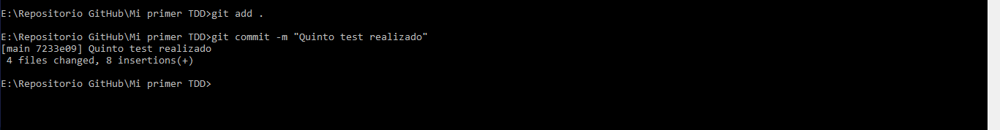 E:\Repositorio GitHub\Mi primer TDD>git add .
E:\Repositorio GitHub\Mi primer TDD>git commit -m "Quinto test realizado"
[main 7233e09] Quinto test realizado
 4 files changed, 8 insertions(+)
E:\Repositorio GitHub\Mi primer TDD>